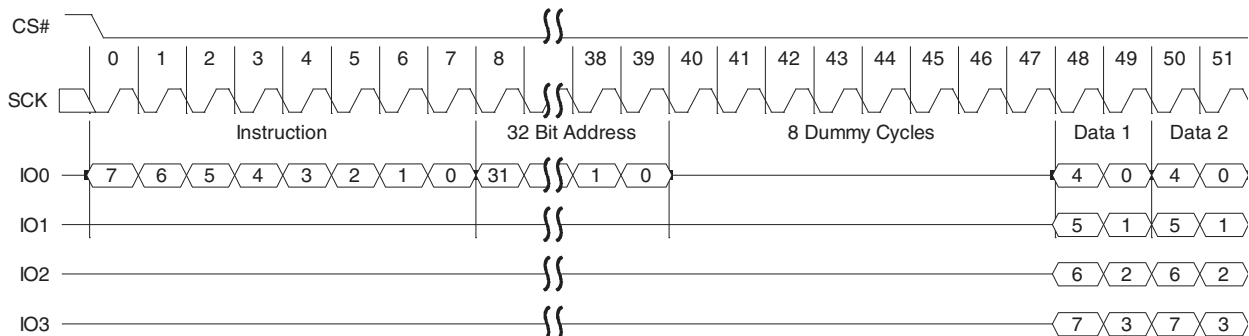 CS#
0 1 2 3 4 5 6 7 8 38 39 40 41 42 43 44 45 46 47 48 49 50 51
SCK
Instruction 32 Bit Address 8 Dummy Cycles Data 1 Data 2
IO0 7 6 5 4 3 2 1 0 31 1 0 4 0 4 0
IO1 5 1 5 1
IO2 6 2 6 2
IO3 7 3 7 3